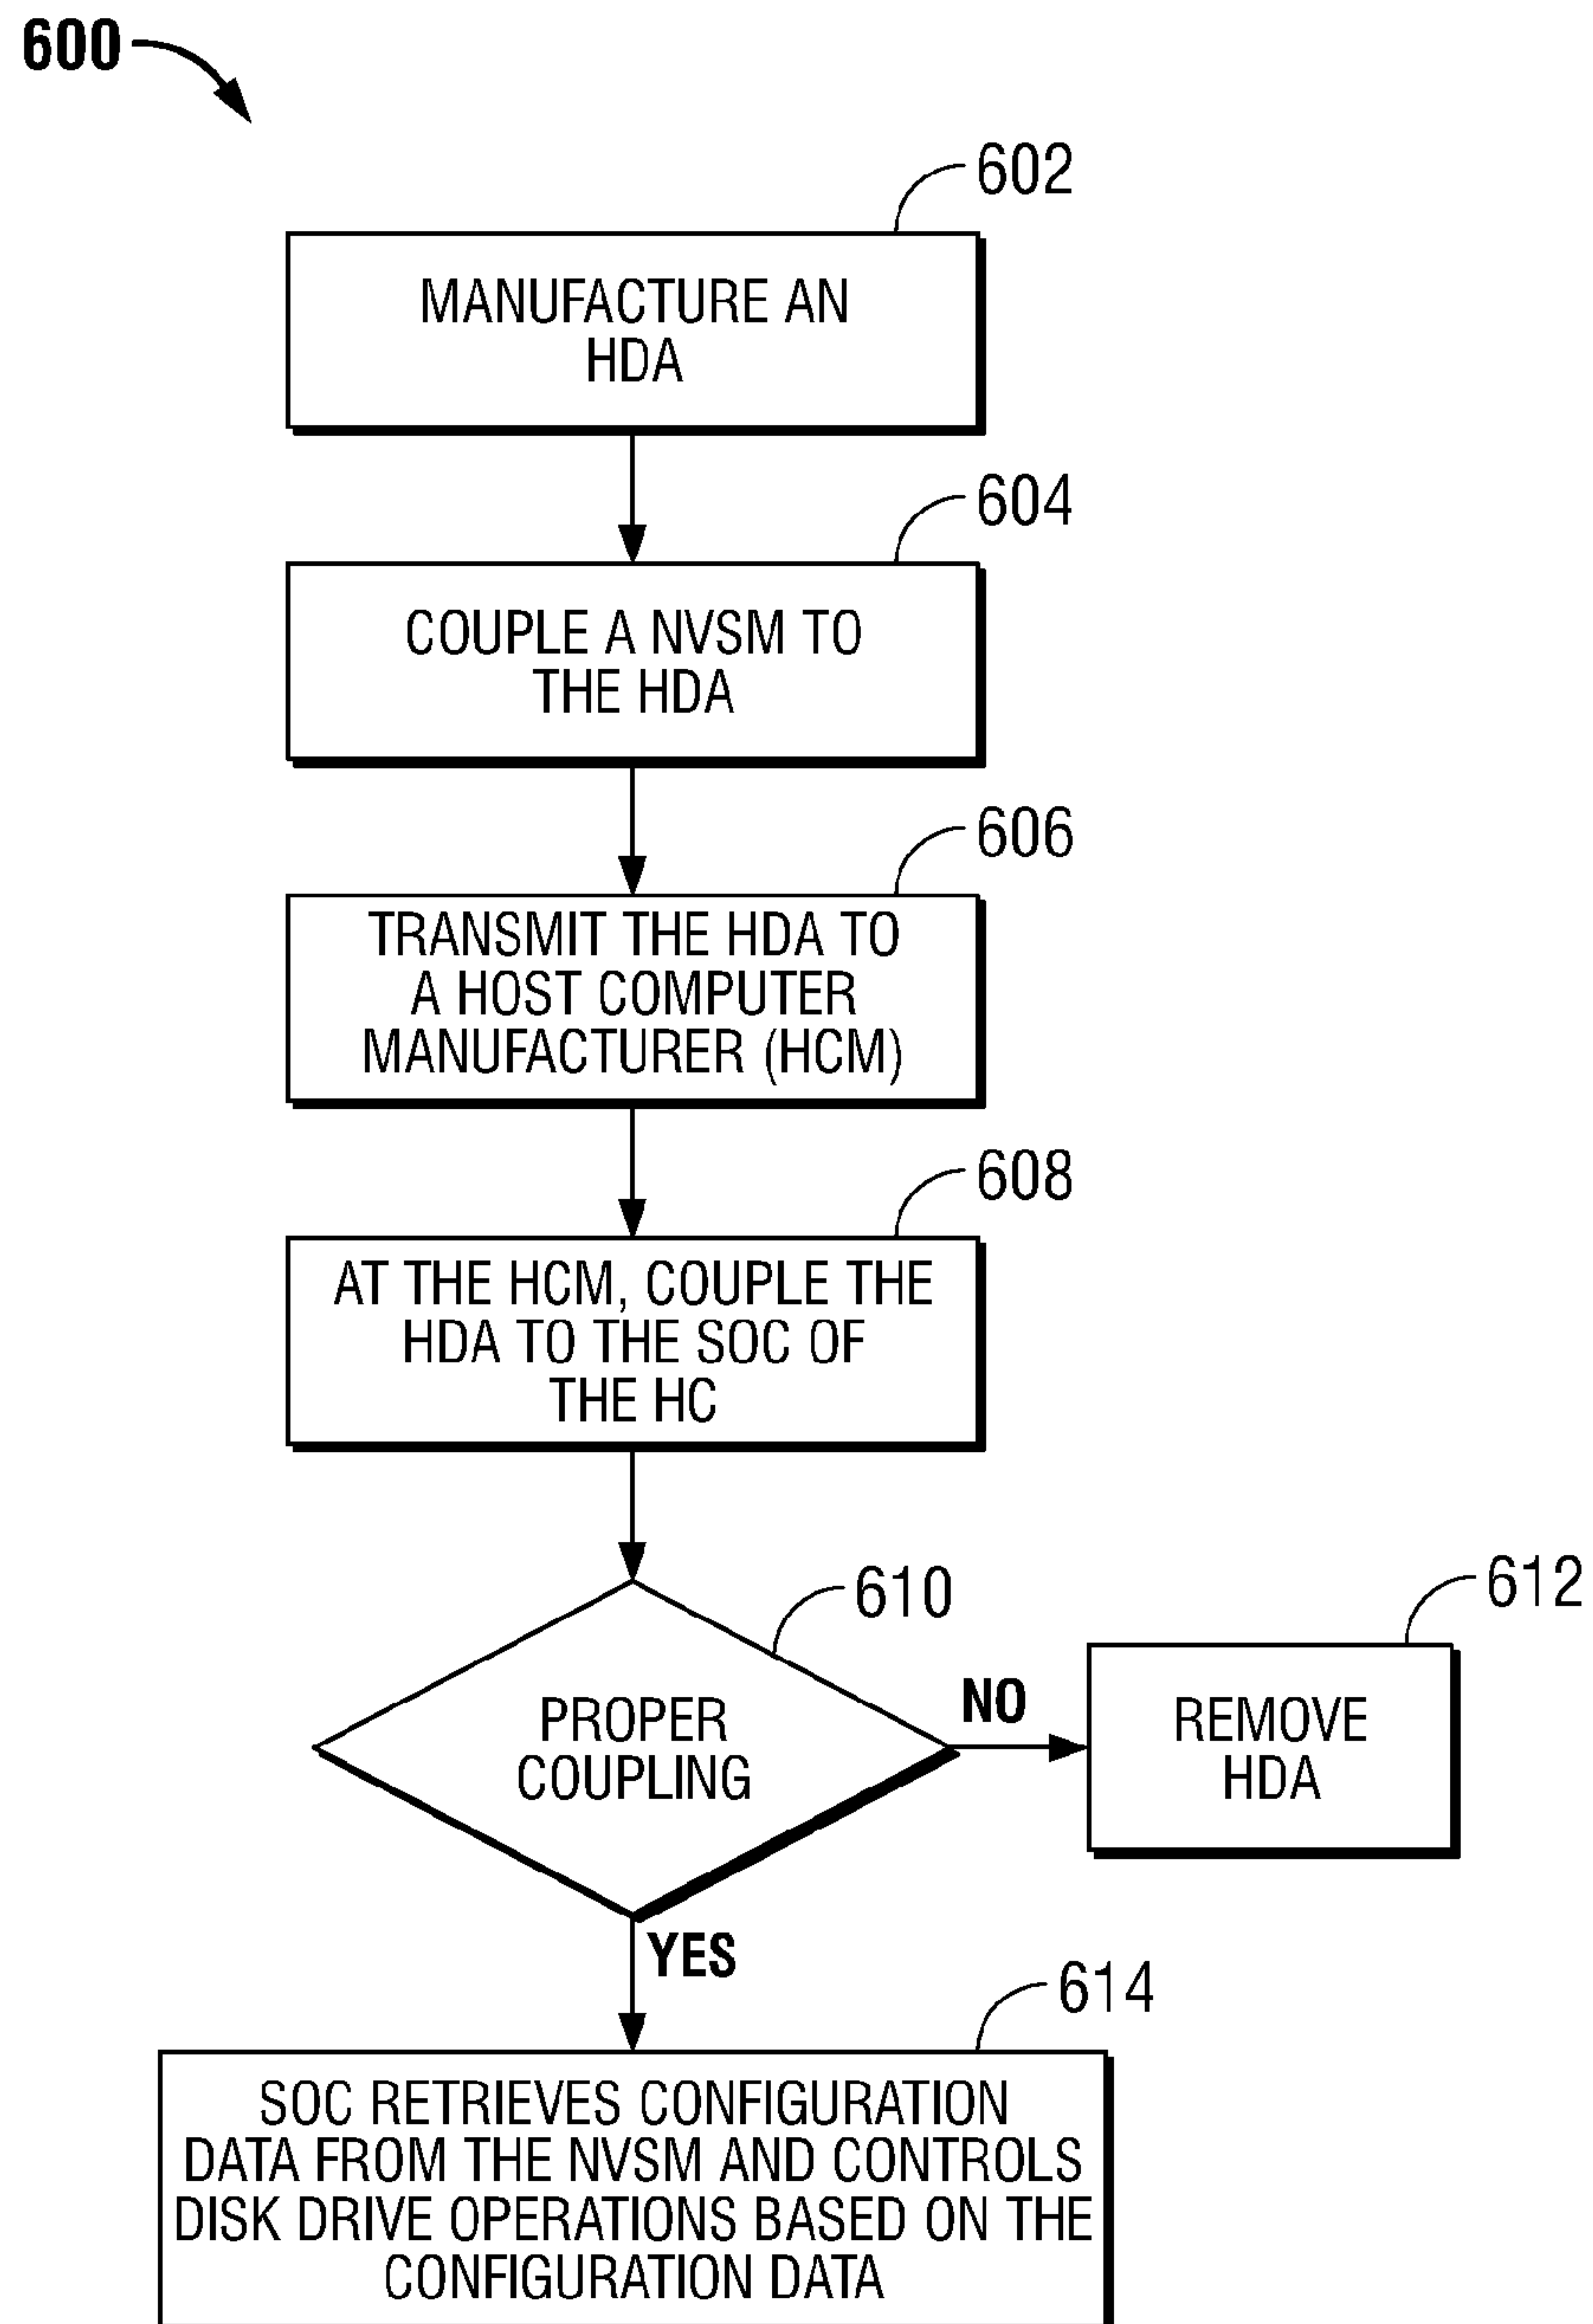 600
602
MANUFACTURE AN
HDA
604
COUPLE A NVSM TO
THE HDA
606
TRANSMIT THE HDA TO
A HOST COMPUTER
MANUFACTURER (HCM)
608
AT THE HCM, COUPLE THE
HDA TO THE SOC OF
THE HC
610
PROPER
COUPLING
NO
612
REMOVE
HDA
YES
614
SOC RETRIEVES CONFIGURATION
DATA FROM THE NVSM AND CONTROLS
DISK DRIVE OPERATIONS BASED ON THE
CONFIGURATION DATA